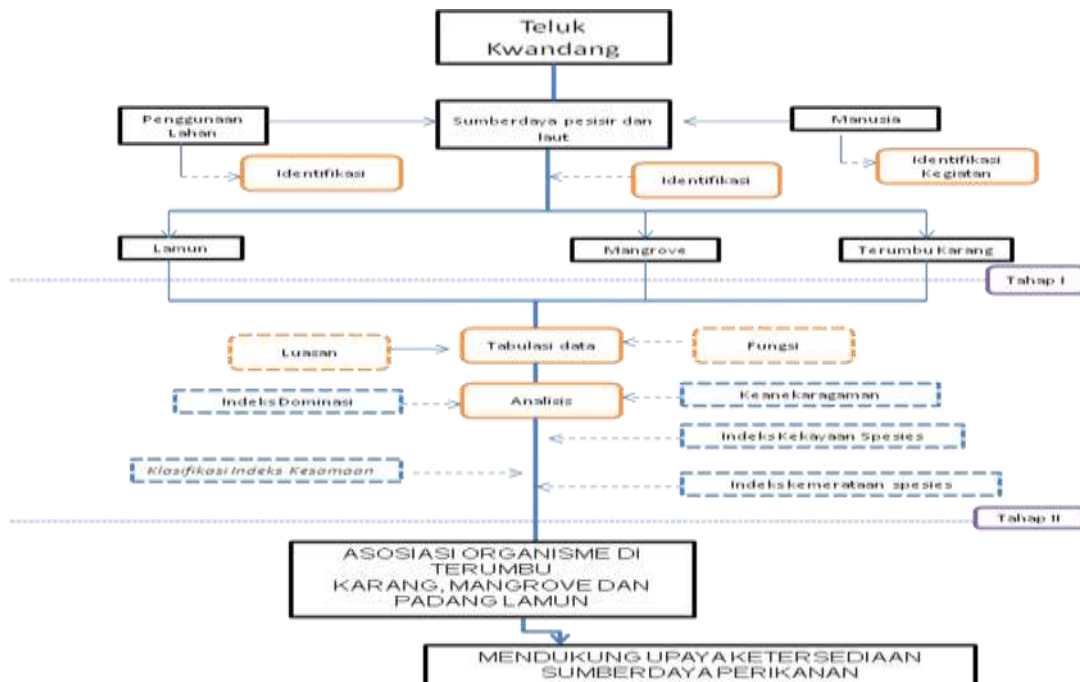 Teluk
Kwandang
Penggunaan
Lahan
Sumberdaya pesisir dan
laut
Manusia
Identifikasi
Identifikasi
Identifikasi
Kegiatan
Lamun
Mangrove
Terumbu Karang
Tahap I
Luasan
Tabulasi data
Fungsi
Indeks Dominasi
Analisis
Keanekaragaman
Indeks Kekayaan Spesies
Klasifikasi Indeks Kesamaan
Indeks kemerataan spesies
Tahap II
ASOSIASI ORGANISME DI
TERUMBU
KARANG, MANGROVE DAN
PADANG LAMUN
MENDUKUNG UPAYA KETERSEDIAAN
SUMBERDAYA PERIKANAN